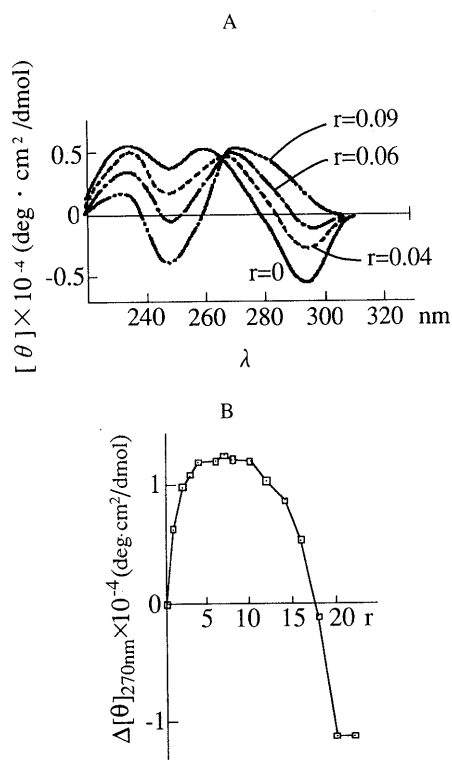 A
[θ]×10⁻⁴ (deg · cm²/dmol)
r=0.09
0.5
r=0.06
0
r=0.04
r=0
-0.5
240 260 280 300 320 nm
λ
B
Δ[θ]270nm×10⁻⁴(deg·cm²/dmol)
1
0
5 10 15 20 r
-1